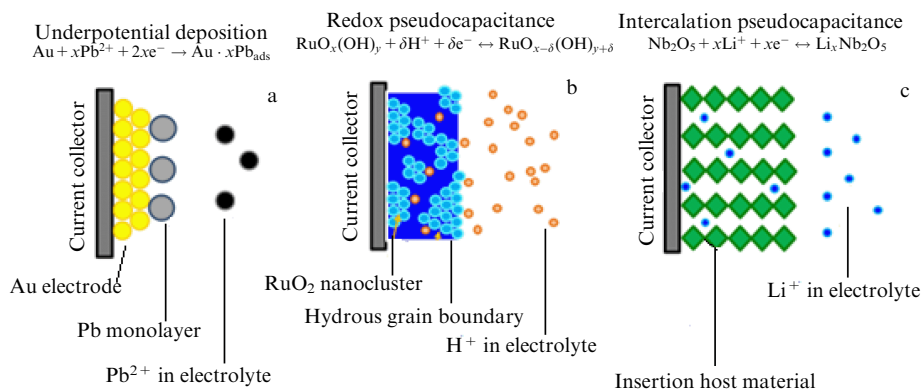 Underpotential deposition
Au + xPb²⁺ + 2xe⁻ → Au · xPb_ads
a
Current collector
Au electrode
Pb monolayer
Pb²⁺ in electrolyte
Redox pseudocapacitance
RuOₓ(OH)ᵧ + δH⁺ + δe⁻ ↔ RuOₓ₋δ(OH)ᵧ₊δ
b
Current collector
RuO₂ nanocluster
Hydrous grain boundary
H⁺ in electrolyte
Intercalation pseudocapacitance
Nb₂O₅ + xLi⁺ + xe⁻ ↔ LiₓNb₂O₅
c
Current collector
Li⁺ in electrolyte
Insertion host material